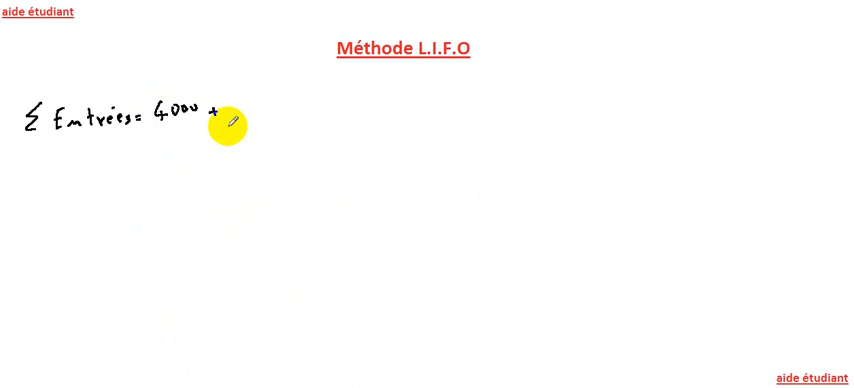 aide étudiant
Méthode L.I.F.O
Σ Entrées= 4000 +
aide étudiant